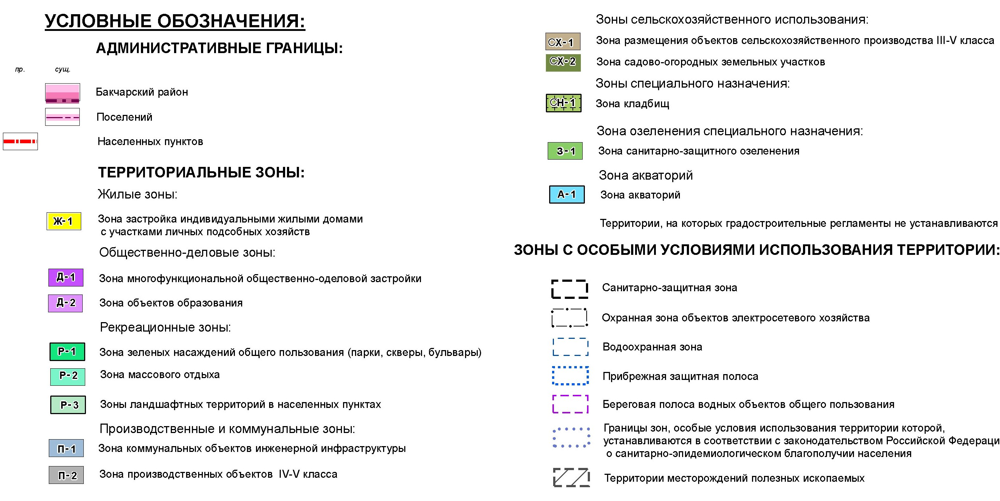 УСЛОВНЫЕ ОБОЗНАЧЕНИЯ:
АДМИНИСТРАТИВНЫЕ ГРАНИЦЫ:
пр. сущ.
Бакчарский район
Поселений
Населенных пунктов
ТЕРРИТОРИАЛЬНЫЕ ЗОНЫ:
Жилые зоны:
Ж-1 Зона застройка индивидуальными жилыми домами
с участками личных подсобных хозяйств
Общественно-деловые зоны:
Д-1 Зона многофункциональной общественно-оделовой застройки
Д-2 Зона объектов образования
Рекреационные зоны:
Р-1 Зона зеленых насаждений общего пользования (парки, скверы, бульвары)
Р-2 Зона массового отдыха
Р-3 Зоны ландшафтных территорий в населенных пунктах
Производственные и коммунальные зоны:
П-1 Зона коммунальных объектов инженерной инфраструктуры
П-2 Зона производственных объектов IV-V класса
Зоны сельскохозяйственного использования:
СХ-1 Зона размещения объектов сельскохозяйственного производства III-V класса
СХ-2 Зона садово-огородных земельных участков
Зоны специального назначения:
СН-1 Зона кладбищ
Зона озеленения специального назначения:
З-1 Зона санитарно-защитного озеленения
Зона акваторий
А-1 Зона акваторий
Территории, на которых градостроительные регламенты не устанавливаются
ЗОНЫ С ОСОБЫМИ УСЛОВИЯМИ ИСПОЛЬЗОВАНИЯ ТЕРРИТОРИИ:
Санитарно-защитная зона
Охранная зона объектов электросетевого хозяйства
Водоохранная зона
Прибрежная защитная полоса
Береговая полоса водных объектов общего пользования
Границы зон, особые условия использования территории которой,
устанавливаются в соответствии с законодательством Российской Федераци
о санитарно-эпидемиологическом благополучии населения
Территории месторождений полезных ископаемых